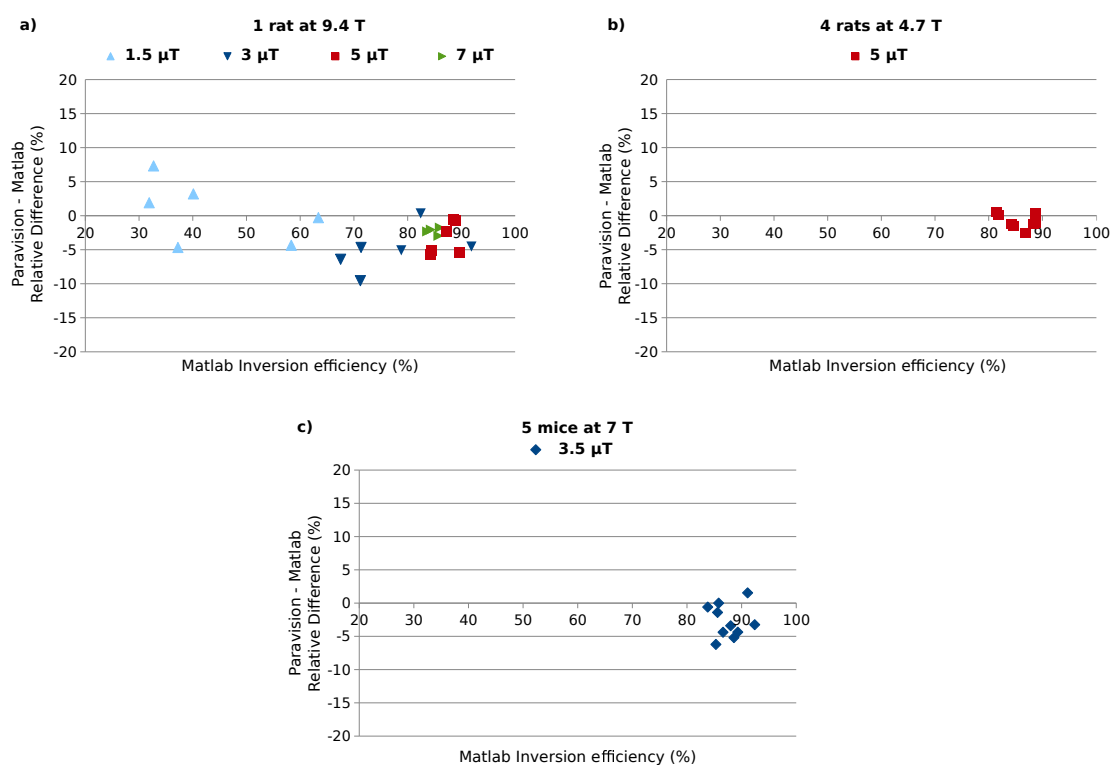 a)
1 rat at 9.4 T
1.5 µT 3 µT 5 µT 7 µT
20
15
10
5
0
-5
-10
-15
-20
20 30 40 50 60 70 80 90 100
Paravision - Matlab
Relative Difference (%)
Matlab Inversion efficiency (%)
b)
4 rats at 4.7 T
5 µT
20
15
10
5
0
-5
-10
-15
-20
20 30 40 50 60 70 80 90 100
Paravision - Matlab
Relative Difference (%)
Matlab Inversion efficiency (%)
c)
5 mice at 7 T
3.5 µT
20
15
10
5
0
-5
-10
-15
-20
20 30 40 50 60 70 80 90 100
Paravision - Matlab
Relative Difference (%)
Matlab Inversion efficiency (%)